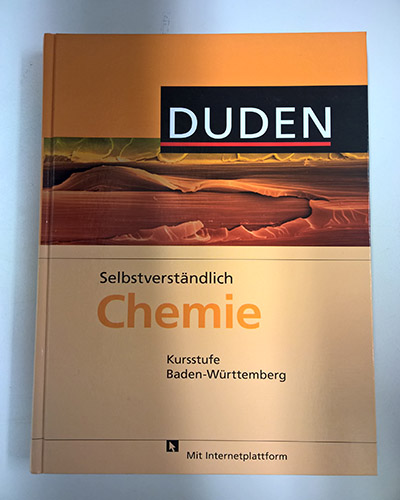 DUDEN
Selbstverständlich
Chemie
Kursstufe
Baden-Württemberg
Mit Internetplattform